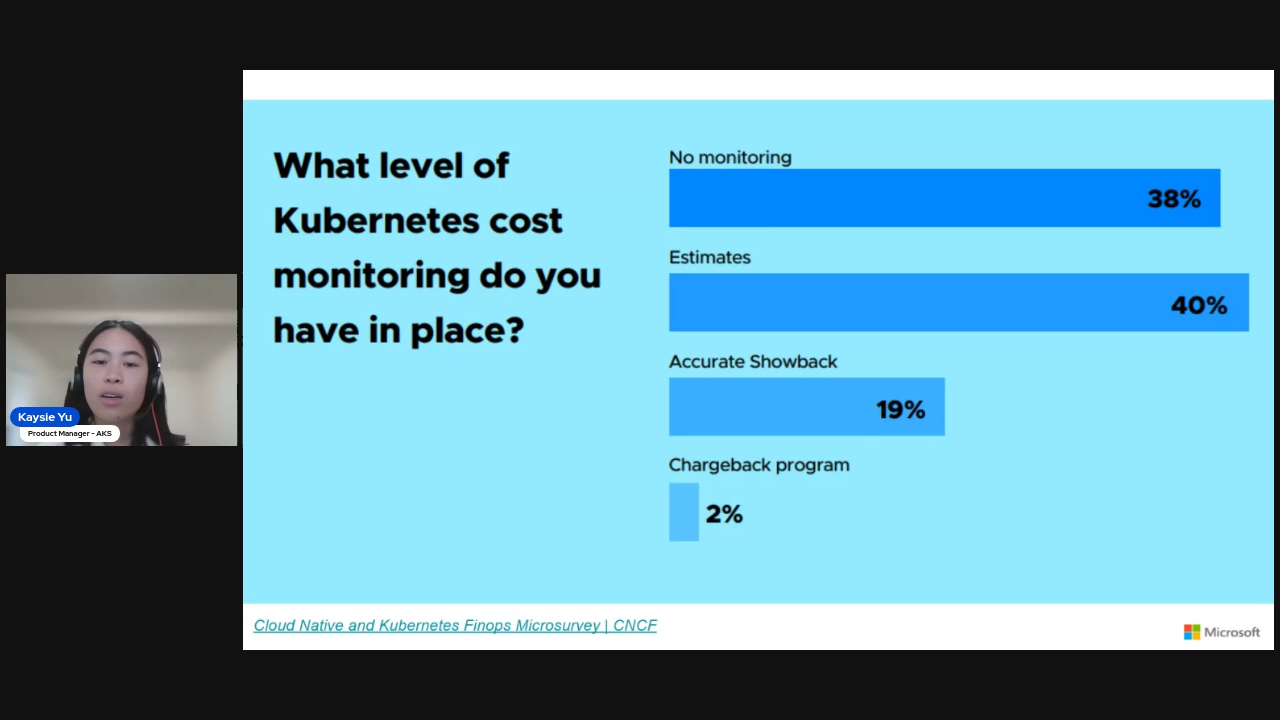 What level of
Kubernetes cost
monitoring do you
have in place?
No monitoring
38%
Estimates
40%
Accurate Showback
19%
Chargeback program
2%
Kaysie Yu
Product Manager - AKS
Cloud Native and Kubernetes Finops Microsurvey | CNCF
Microsoft